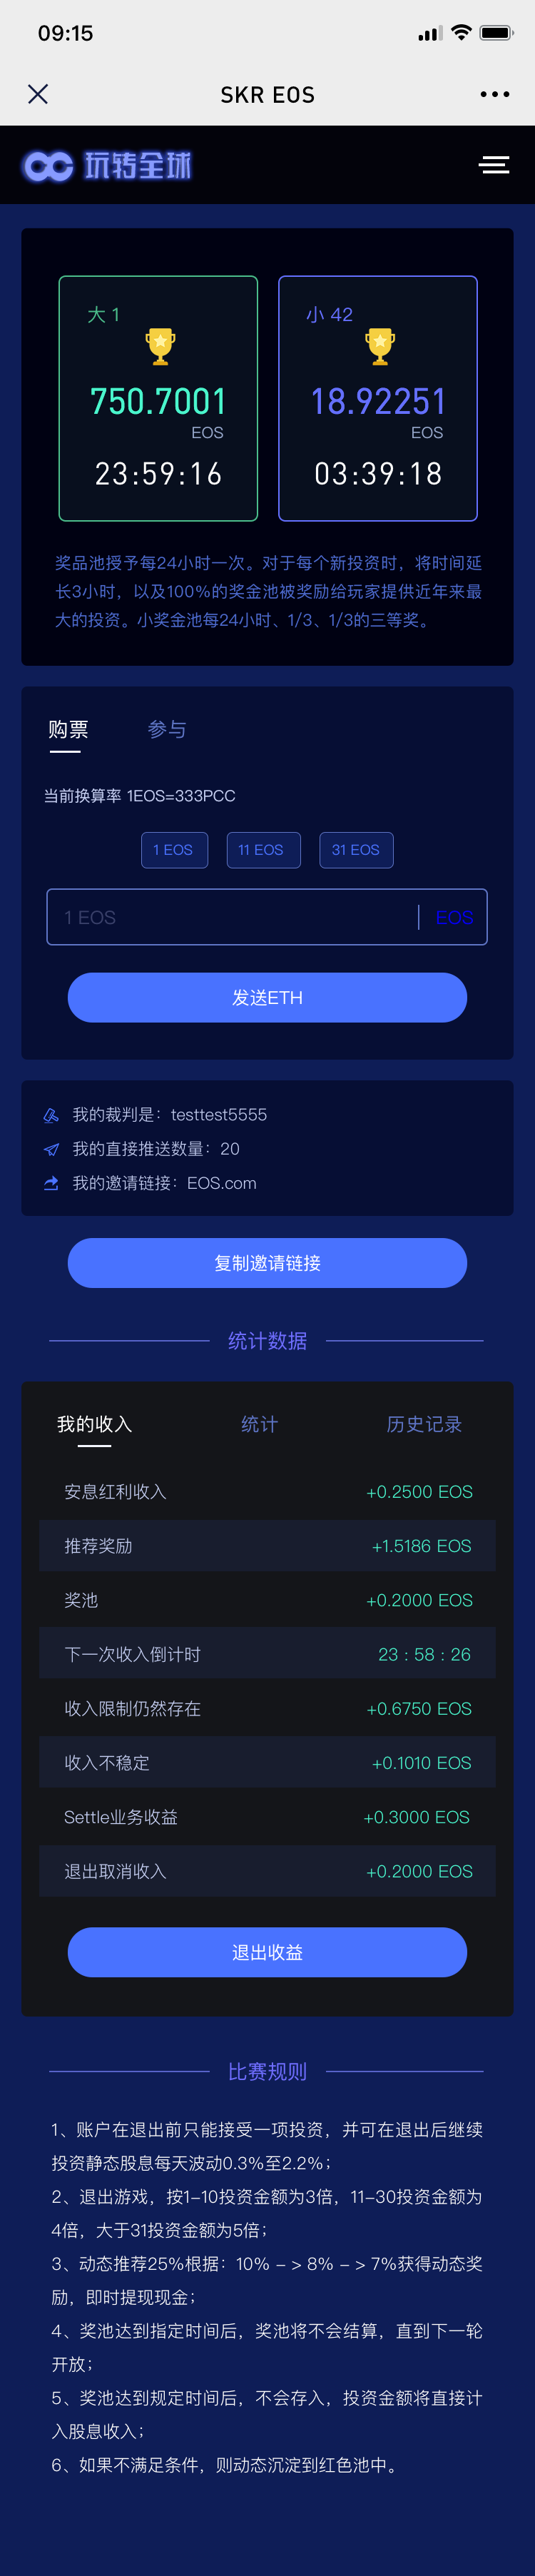 09:15
SKR EOS
玩转全球
大 1
小 42
750.7001
18.92251
EOS
EOS
23:59:16
03:39:18
奖品池授予每24小时一次。对于每个新投资时，将时间延
长3小时，以及100%的奖金池被奖励给玩家提供近年来最
大的投资。小奖金池每24小时、1/3、1/3的三等奖。
购票
参与
当前换算率 1EOS=333PCC
1 EOS
11 EOS
31 EOS
1 EOS
EOS
发送ETH
我的裁判是：testtest5555
我的直接推送数量：20
我的邀请链接：EOS.com
复制邀请链接
统计数据
我的收入
统计
历史记录
安息红利收入 +0.2500 EOS
推荐奖励 +1.5186 EOS
奖池 +0.2000 EOS
下一次收入倒计时 23 : 58 : 26
收入限制仍然存在 +0.6750 EOS
收入不稳定 +0.1010 EOS
Settle业务收益 +0.3000 EOS
退出取消收入 +0.2000 EOS
退出收益
比赛规则
1、账户在退出前只能接受一项投资，并可在退出后继续
投资静态股息每天波动0.3%至2.2%；
2、退出游戏，按1-10投资金额为3倍，11-30投资金额为
4倍，大于31投资金额为5倍；
3、动态推荐25%根据：10% - > 8% - > 7%获得动态奖
励，即时提现现金；
4、奖池达到指定时间后，奖池将不会结算，直到下一轮
开放；
5、奖池达到规定时间后，不会存入，投资金额将直接计
入股息收入；
6、如果不满足条件，则动态沉淀到红色池中。